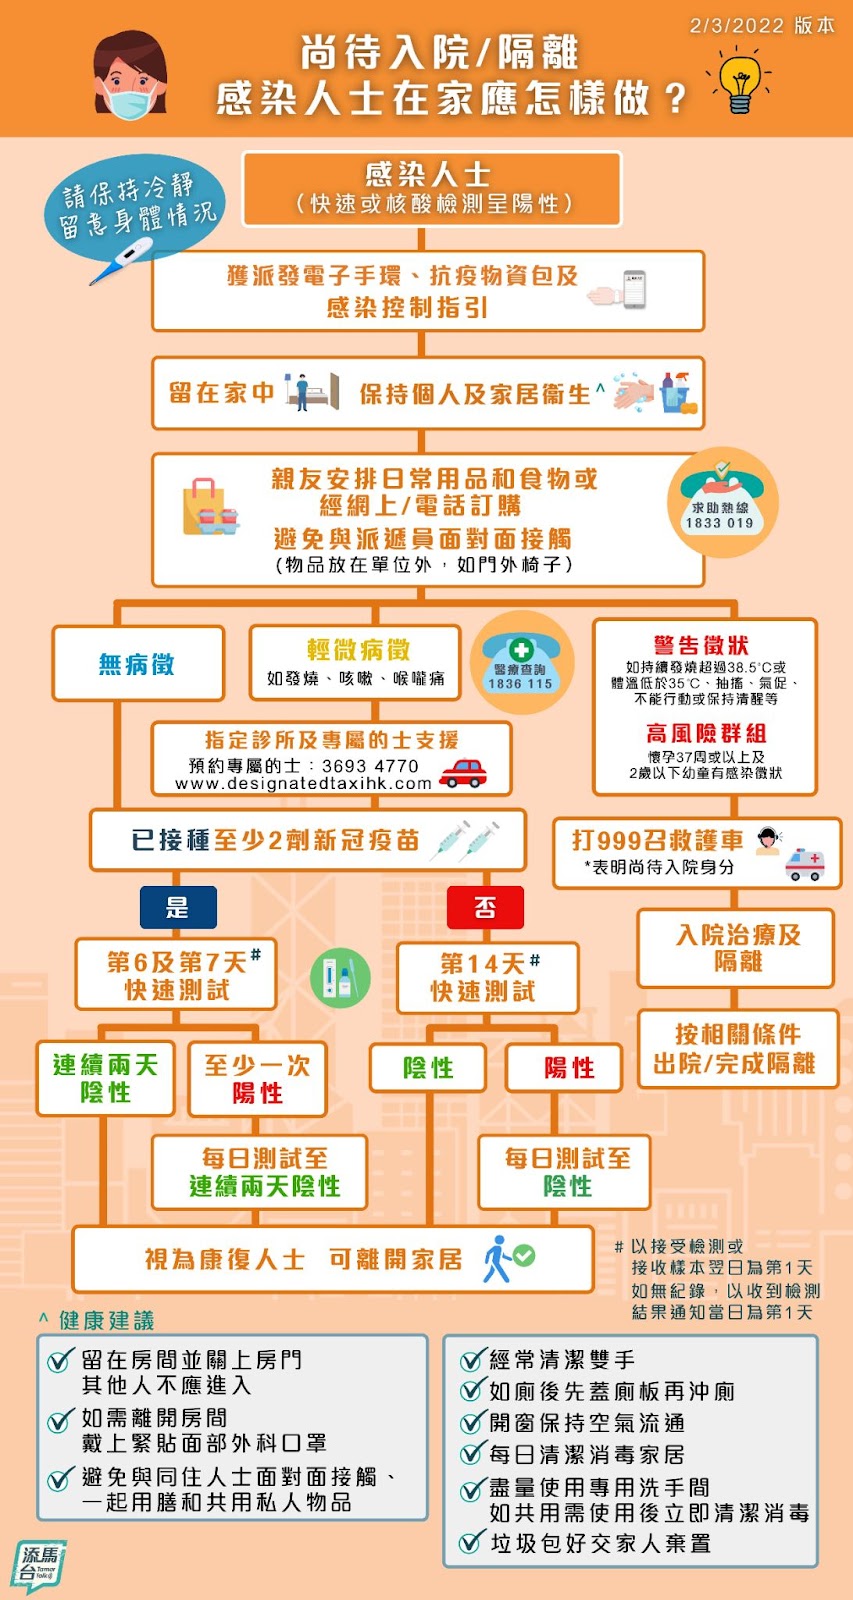 2/3/2022 版本
尚待入院/隔離
感染人士在家應怎樣做？
請保持冷靜
留意身體情況
感染人士
（快速或核酸檢測呈陽性）
獲派發電子手環、抗疫物資包及
感染控制指引
留在家中
保持個人及家居衞生^
親友安排日常用品和食物或
經網上/電話訂購
避免與派遞員面對面接觸
(物品放在單位外，如門外椅子)
求助熱線
1833 019
無病徵
輕微病徵
如發燒、咳嗽、喉嚨痛
醫療查詢
1836 115
警告徵狀
如持續發燒超過38.5°C或
體溫低於35℃、抽搐、氣促、
不能行動或保持清醒等
高風險群組
懷孕37周或以上及
2歲以下幼童有感染徵狀
指定診所及專屬的士支援
預約專屬的士：3693 4770
www.designatedtaxihk.com
已接種至少2劑新冠疫苗
打999召救護車
*表明尚待入院身分
是
否
入院治療及
隔離
第6及第7天#
快速測試
第14天#
快速測試
按相關條件
出院/完成隔離
連續兩天
陰性
至少一次
陽性
陰性
陽性
每日測試至
連續兩天陰性
每日測試至
陰性
視為康復人士 可離開家居
# 以接受檢測或
接收樣本翌日為第1天
如無紀錄，以收到檢測
結果通知當日為第1天
^ 健康建議
留在房間並關上房門
其他人不應進入
如需離開房間
戴上緊貼面部外科口罩
避免與同住人士面對面接觸、
一起用膳和共用私人物品
經常清潔雙手
如廁後先蓋廁板再沖廁
開窗保持空氣流通
每日清潔消毒家居
盡量使用專用洗手間
如共用需使用後立即清潔消毒
垃圾包好交家人棄置
添馬台
Tamar
Talk